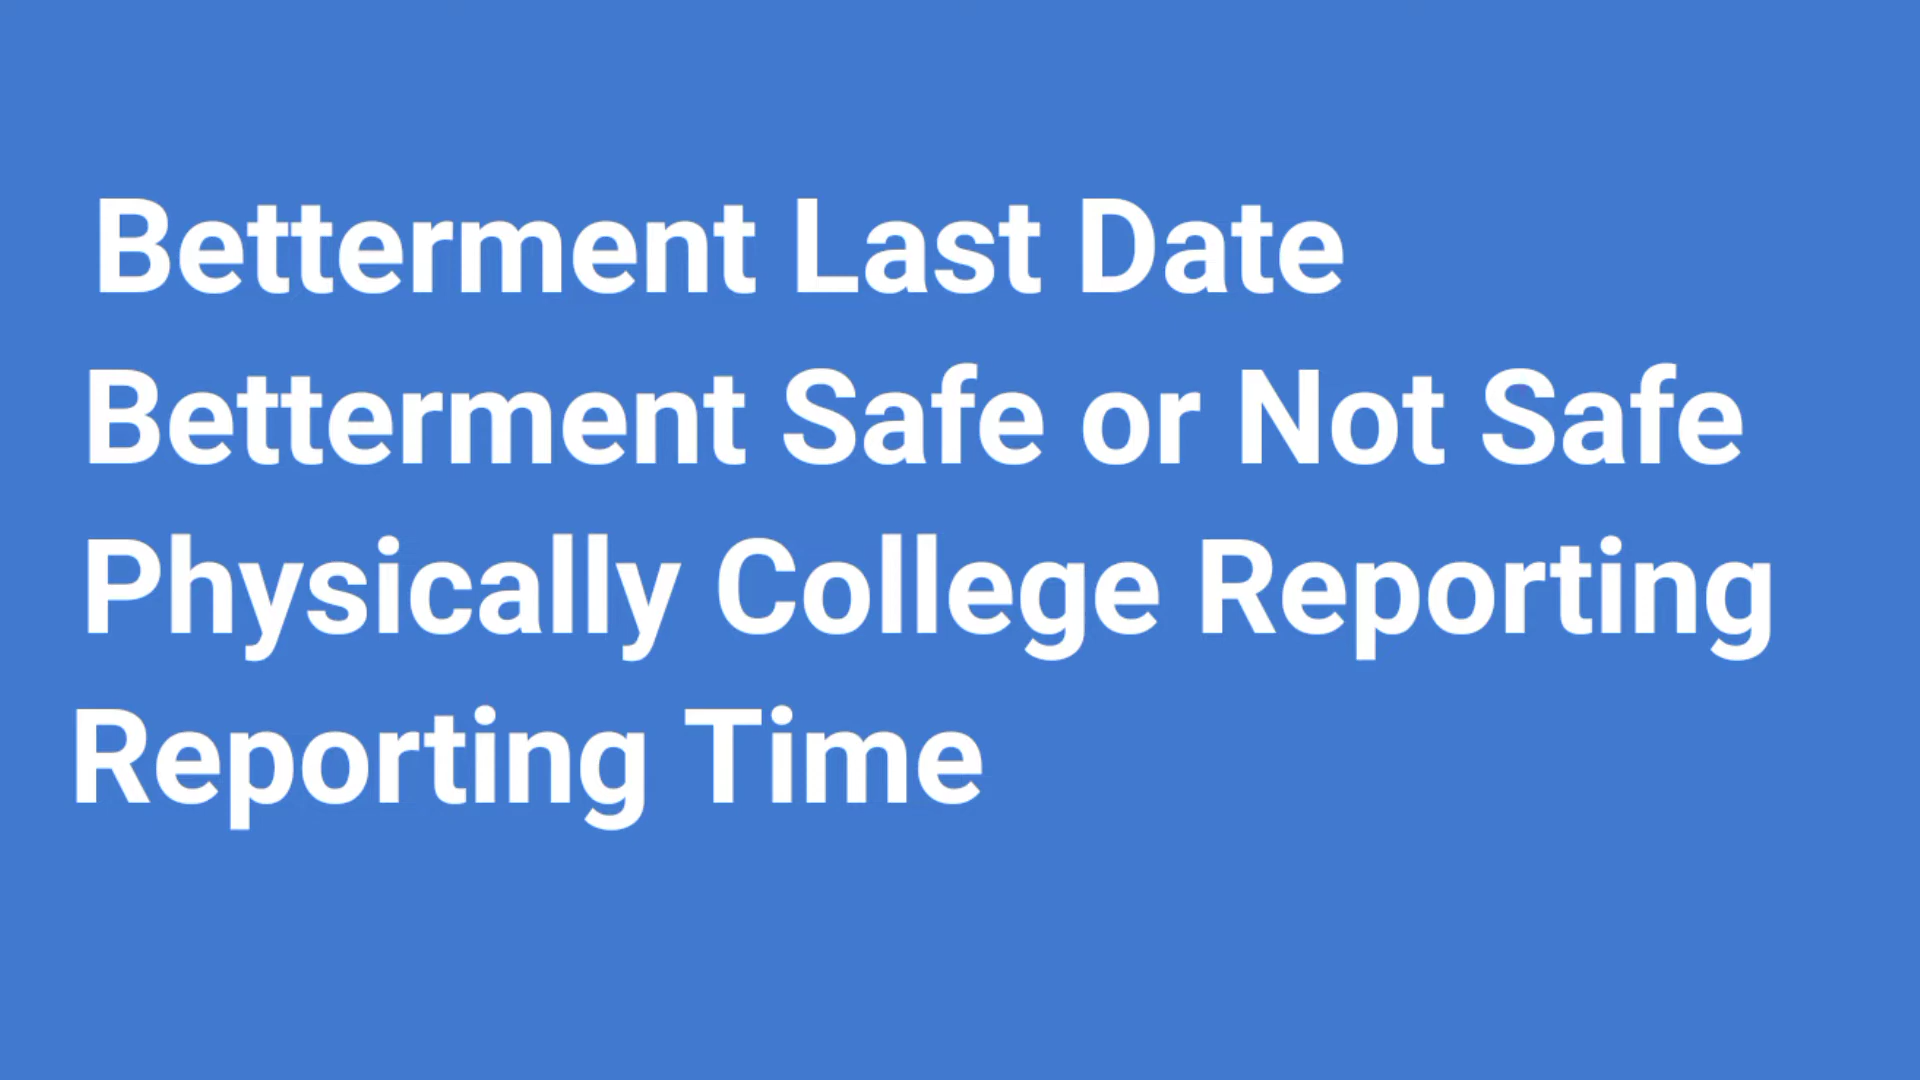 Betterment Last Date
Betterment Safe or Not Safe
Physically College Reporting
Reporting Time